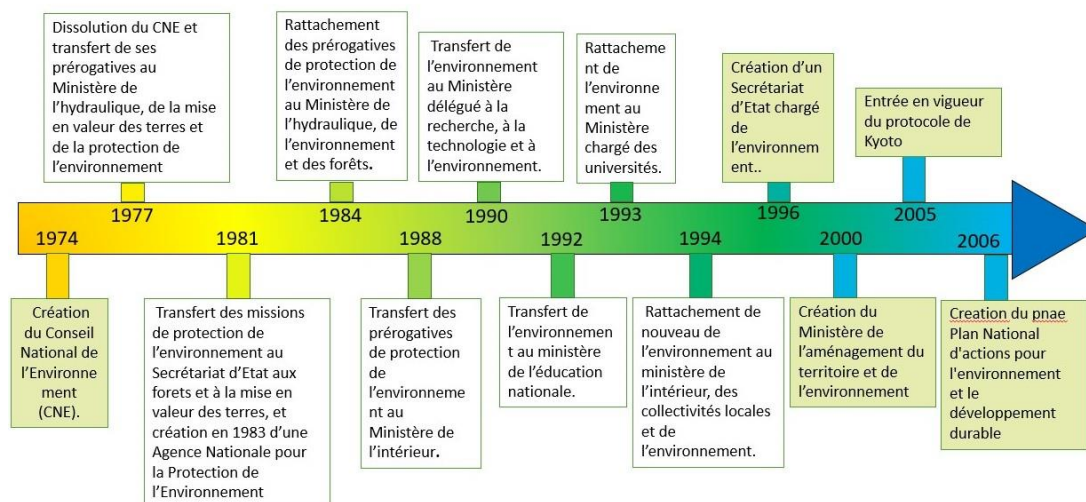 Dissolution du CNE et
transfert de ses
prérogatives au
Ministère de
l’hydraulique, de la mise
en valeur des terres et
de la protection de
l’environnement
Rattachement
des prérogatives
de protection de
l’environnement
au Ministère de
l’hydraulique, de
l’environnement
et des forêts.
Transfert de
l’environnement
au Ministère
délégué à la
recherche, à la
technologie et à
l’environnement.
Rattacheme
nt de
l’environne
ment au
Ministère
chargé des
universités.
Création d’un
Secrétariat
d’Etat chargé
de
l’environnem
ent..
Entrée en vigueur
du protocole de
Kyoto
1977
1984
1990
1993
1996
2005
1974
1981
1988
1992
1994
2000
2006
Création
du Conseil
National de
l’Environne
ment
(CNE).
Transfert des missions
de protection de
l’environnement au
Secrétariat d’Etat aux
forets et à la mise en
valeur des terres, et
création en 1983 d’une
Agence Nationale pour
la Protection de
l’Environnement
Transfert des
prérogatives
de protection
de
l’environneme
nt au
Ministère de
l’intérieur.
Transfert de
l’environnemen
t au ministère
de l’éducation
nationale.
Rattachement de
nouveau de
l’environnement au
ministère de
l’intérieur, des
collectivités locales
et de
l’environnement.
Création du
Ministère de
l’aménagement du
territoire et de
l’environnement
Creation du pnae
Plan National
d'actions pour
l'environnement
et le
développement
durable